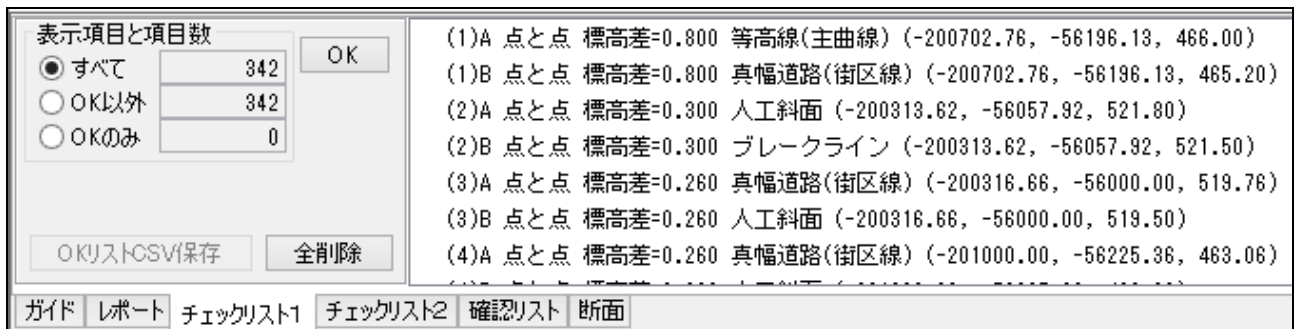 表示項目と項目数
すべて 342
OK以外 342
OKのみ 0
OK
OKリストCSV保存
全削除
(1)A 点と点 標高差=0.800 等高線(主曲線) (-200702.76, -56196.13, 466.00)
(1)B 点と点 標高差=0.800 真幅道路(街区線) (-200702.76, -56196.13, 465.20)
(2)A 点と点 標高差=0.300 人工斜面 (-200313.62, -56057.92, 521.80)
(2)B 点と点 標高差=0.300 ブレークライン (-200313.62, -56057.92, 521.50)
(3)A 点と点 標高差=0.260 真幅道路(街区線) (-200316.66, -56000.00, 519.76)
(3)B 点と点 標高差=0.260 人工斜面 (-200316.66, -56000.00, 519.50)
(4)A 点と点 標高差=0.260 真幅道路(街区線) (-201000.00, -56225.36, 463.06)
ガイド レポート チェックリスト1 チェックリスト2 確認リスト 断面